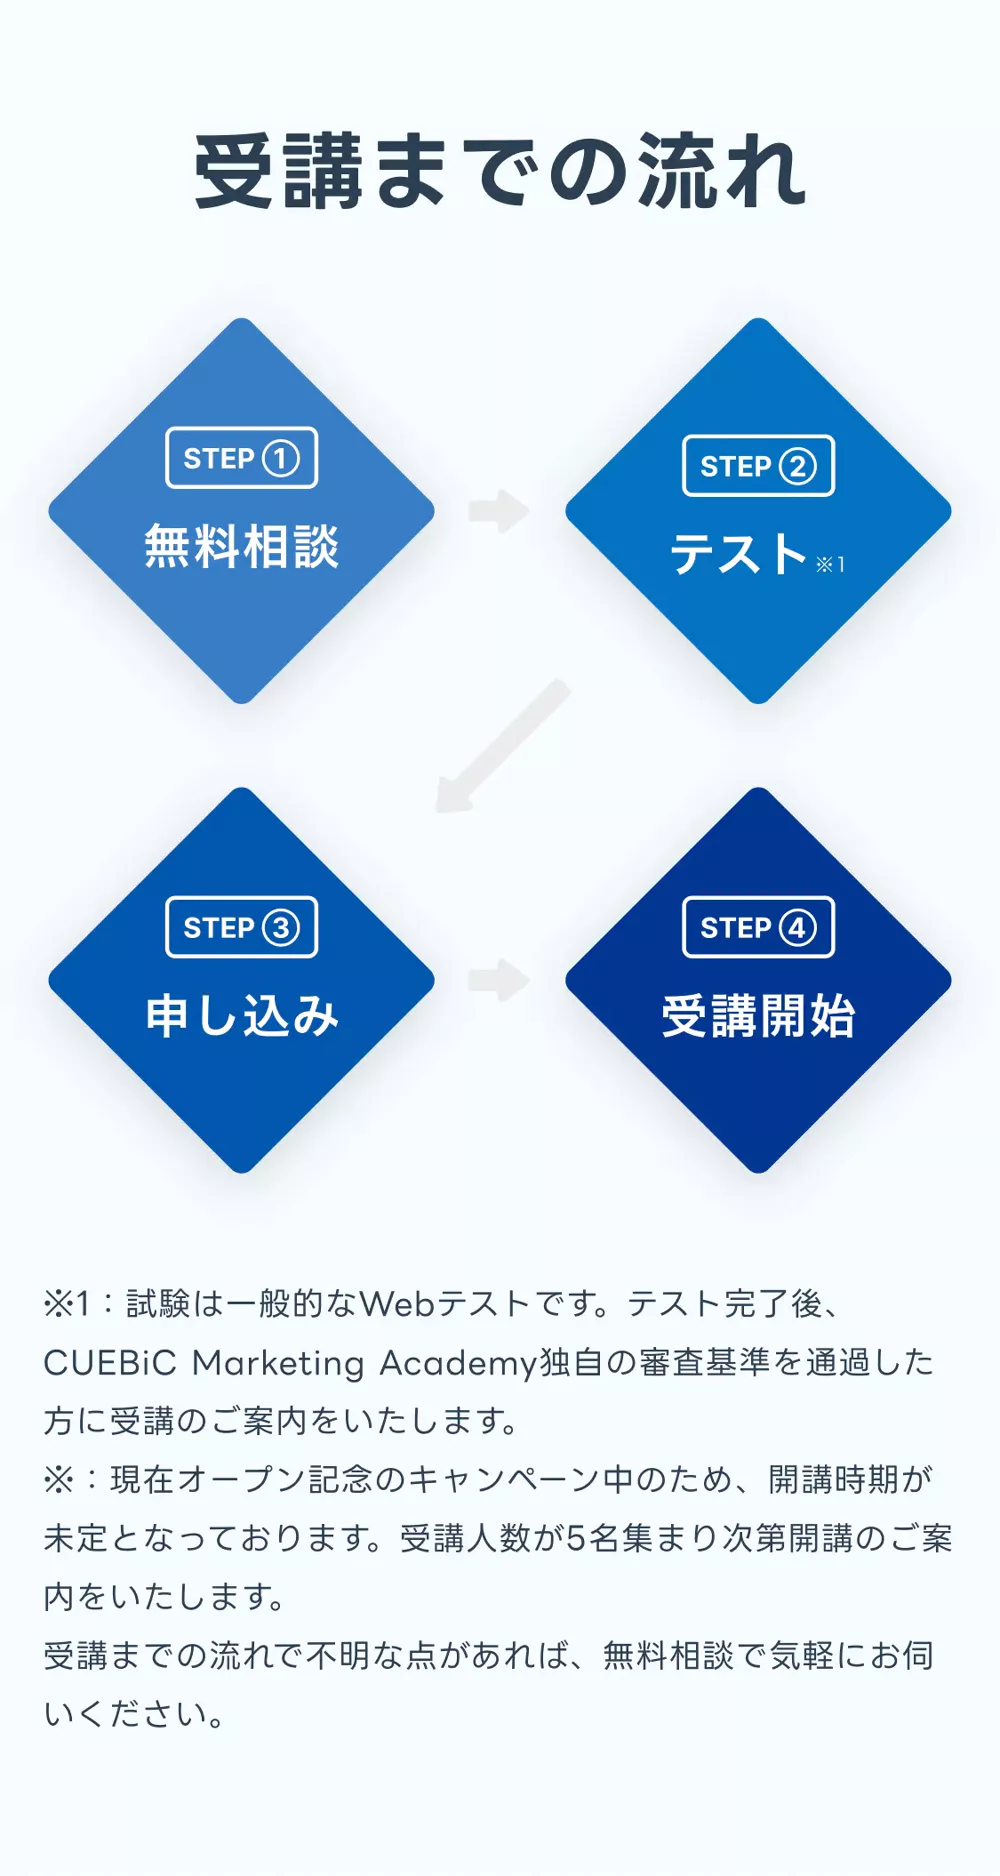 受講までの流れ
STEP ①
無料相談
STEP ②
テスト※1
STEP ③
申し込み
STEP ④
受講開始
※1：試験は一般的なWebテストです。テスト完了後、
CUEBiC Marketing Academy独自の審査基準を通過した
方に受講のご案内をいたします。
※：現在オープン記念のキャンペーン中のため、開講時期が
未定となっております。受講人数が5名集まり次第開講のご案
内をいたします。
受講までの流れで不明な点があれば、無料相談で気軽にお伺
いください。